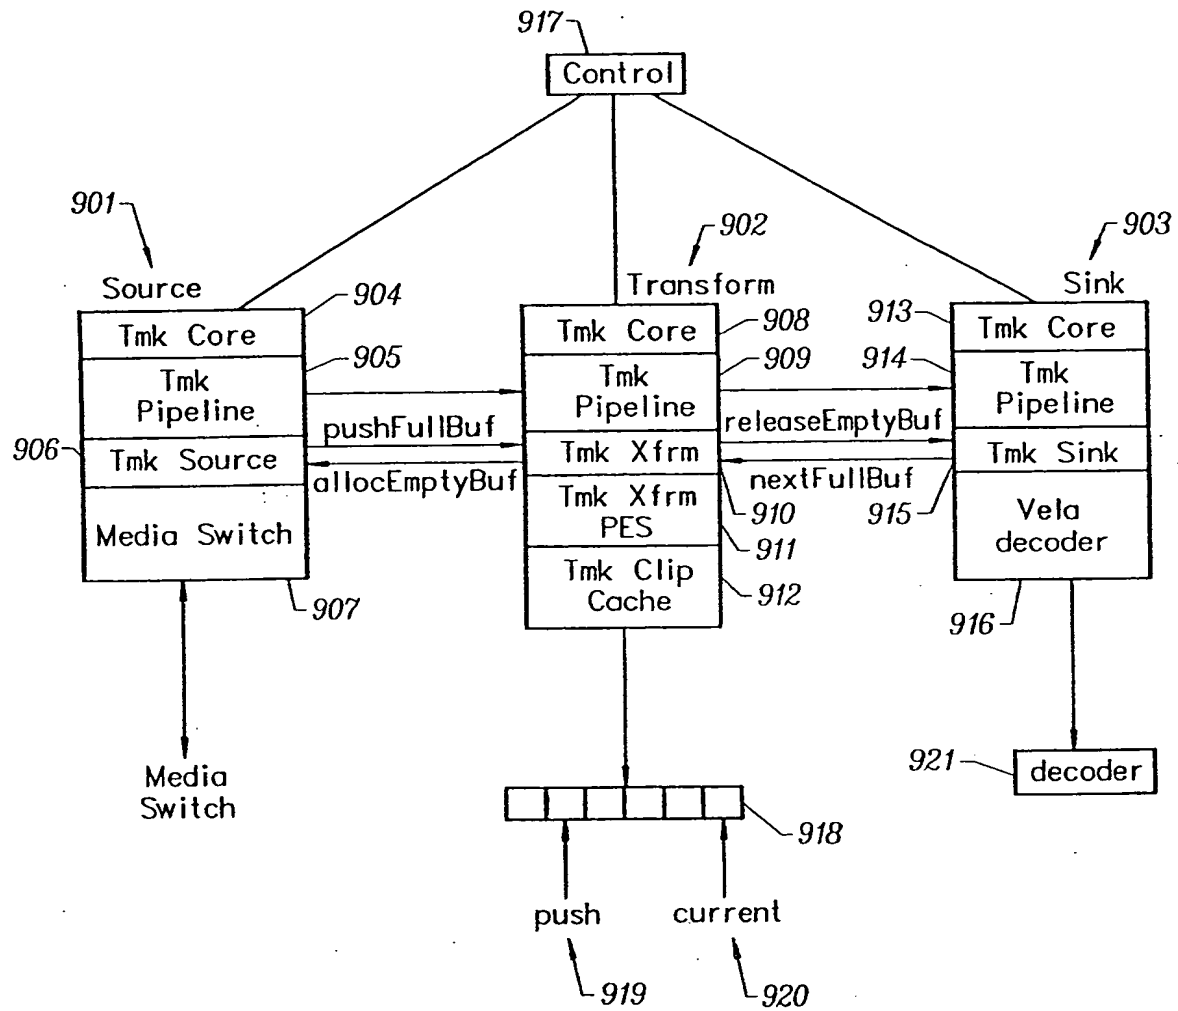 917
Control
901
902
903
Source
Transform
Sink
904
Tmk Core
905
Tmk
Pipeline
906
Tmk Source
Media Switch
907
pushFullBuf
allocEmptyBuf
Tmk Core
908
Tmk
Pipeline
909
Tmk Xfrm
910
Tmk Xfrm
PES
911
Tmk Clip
Cache
912
releaseEmptyBuf
nextFullBuf
913
Tmk Core
914
Tmk
Pipeline
Tmk Sink
915
Vela
decoder
916
Media
Switch
921
decoder
918
push
current
919
920